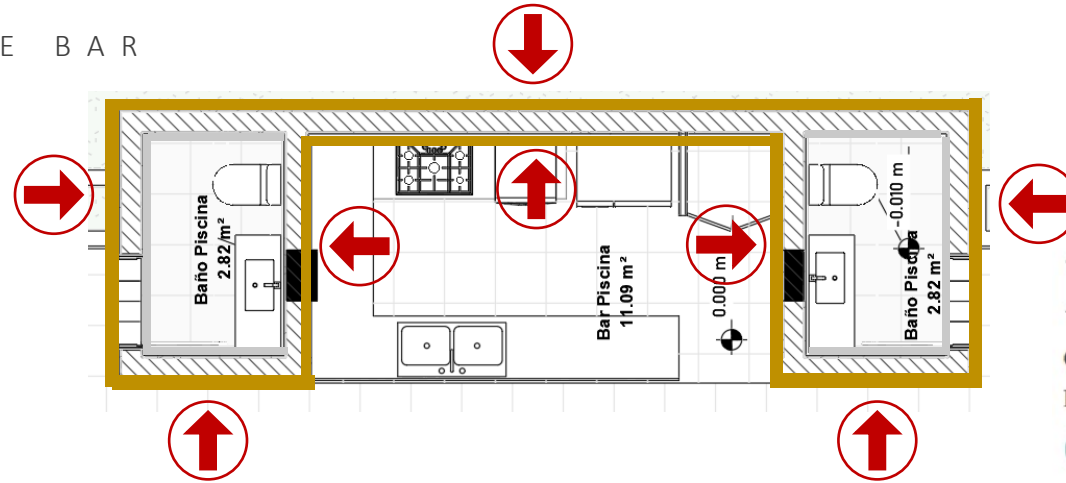 E BAR
Baño Piscina
2.82 m²
Bar Piscina
11.09 m²
0.000 m
-0.010 m
Baño Piscina
2.82 m²